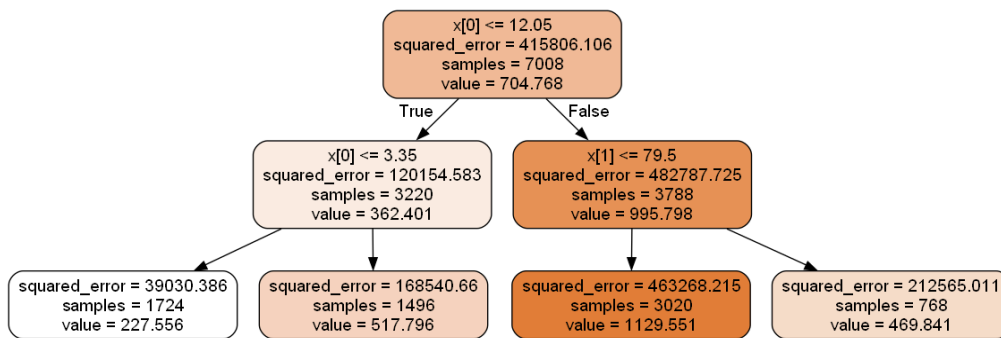 x[0] <= 12.05
squared_error = 415806.106
samples = 7008
value = 704.768
True
False
x[0] <= 3.35
squared_error = 120154.583
samples = 3220
value = 362.401
x[1] <= 79.5
squared_error = 482787.725
samples = 3788
value = 995.798
squared_error = 39030.386
samples = 1724
value = 227.556
squared_error = 168540.66
samples = 1496
value = 517.796
squared_error = 463268.215
samples = 3020
value = 1129.551
squared_error = 212565.011
samples = 768
value = 469.841